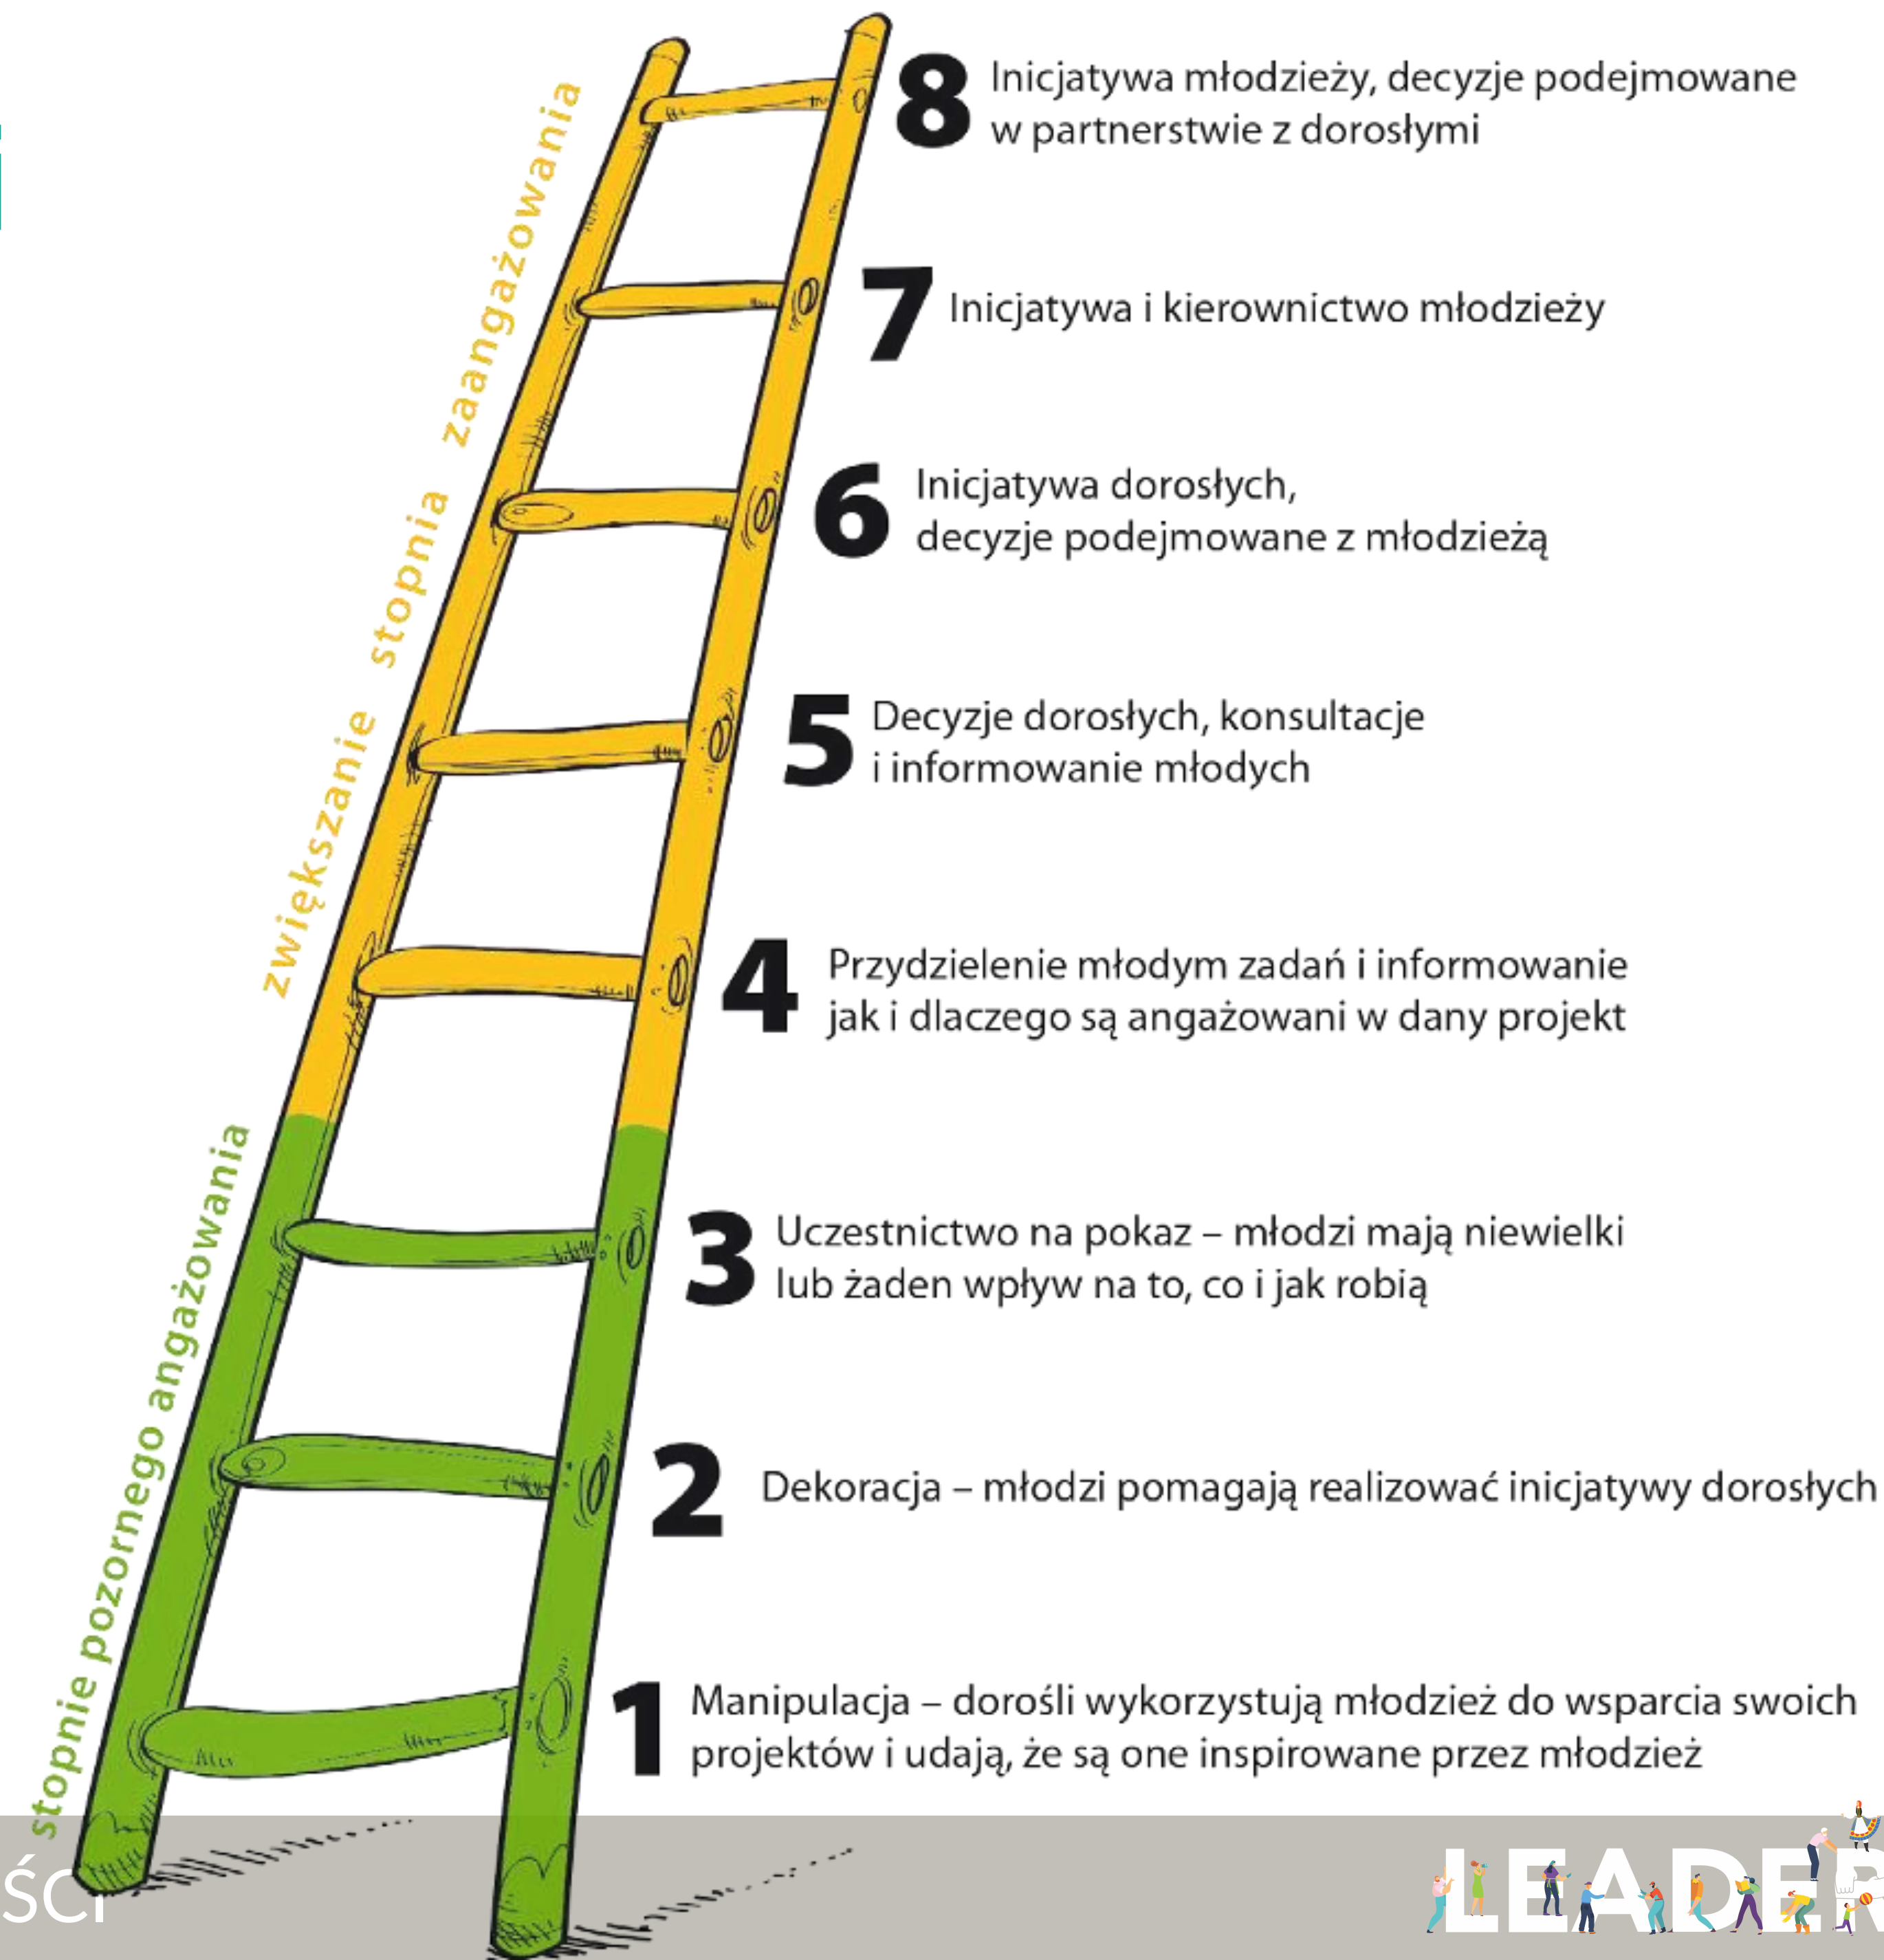 8 Inicjatywa młodzieży, decyzje podejmowane
w partnerstwie z dorosłymi
7 Inicjatywa i kierownictwo młodzieży
6 Inicjatywa dorosłych,
decyzje podejmowane z młodzieżą
5 Decyzje dorosłych, konsultacje
i informowanie młodych
4 Przydzielenie młodym zadań i informowanie
jak i dlaczego są angażowani w dany projekt
3 Uczestnictwo na pokaz – młodzi mają niewielki
lub żaden wpływ na to, co i jak robią
2 Dekoracja – młodzi pomagają realizować inicjatywy dorosłych
1 Manipulacja – dorośli wykorzystują młodzież do wsparcia swoich
projektów i udają, że są one inspirowane przez młodzież
zwiększanie stopnia zaangażowania
stopnie pozornego angażowania
ŚCI
LEADER